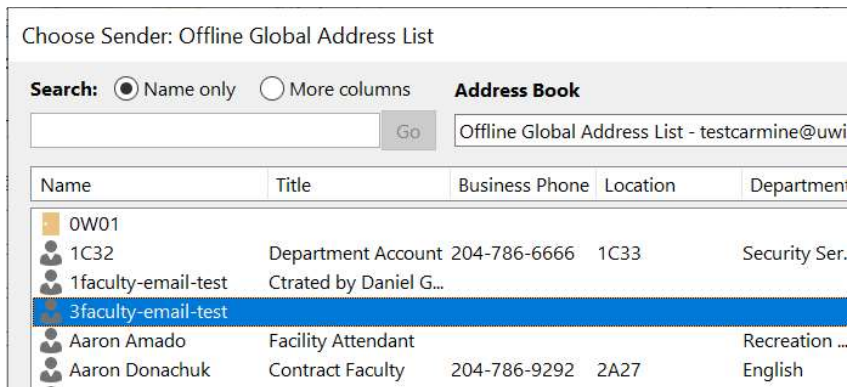 Choose Sender: Offline Global Address List
Search: Name only More columns Address Book
Go Offline Global Address List - testcarmine@uwi
Name Title Business Phone Location Department
0W01
1C32 Department Account 204-786-6666 1C33 Security Ser...
1faculty-email-test Ctrated by Daniel G...
3faculty-email-test
Aaron Amado Facility Attendant Recreation ...
Aaron Donachuk Contract Faculty 204-786-9292 2A27 English